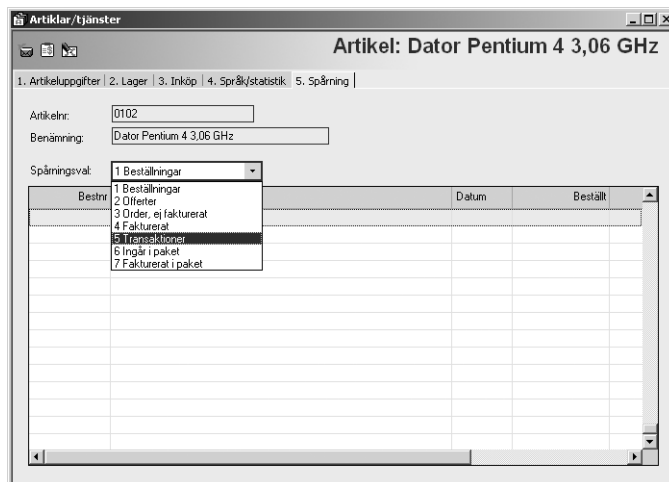 Artiklar/tjänster
Artikel: Dator Pentium 4 3,06 GHz
1. Artikeluppgifter | 2. Lager | 3. Inköp | 4. Språk/statistik | 5. Spårning
Artikelnr: 0102
Benämning: Dator Pentium 4 3,06 GHz
Spårningsval: 1 Beställningar
Bestnr Datum Beställt
1 Beställningar
2 Offerter
3 Order, ej fakturerat
4 Fakturerat
5 Transaktioner
6 Ingår i paket
7 Fakturerat i paket